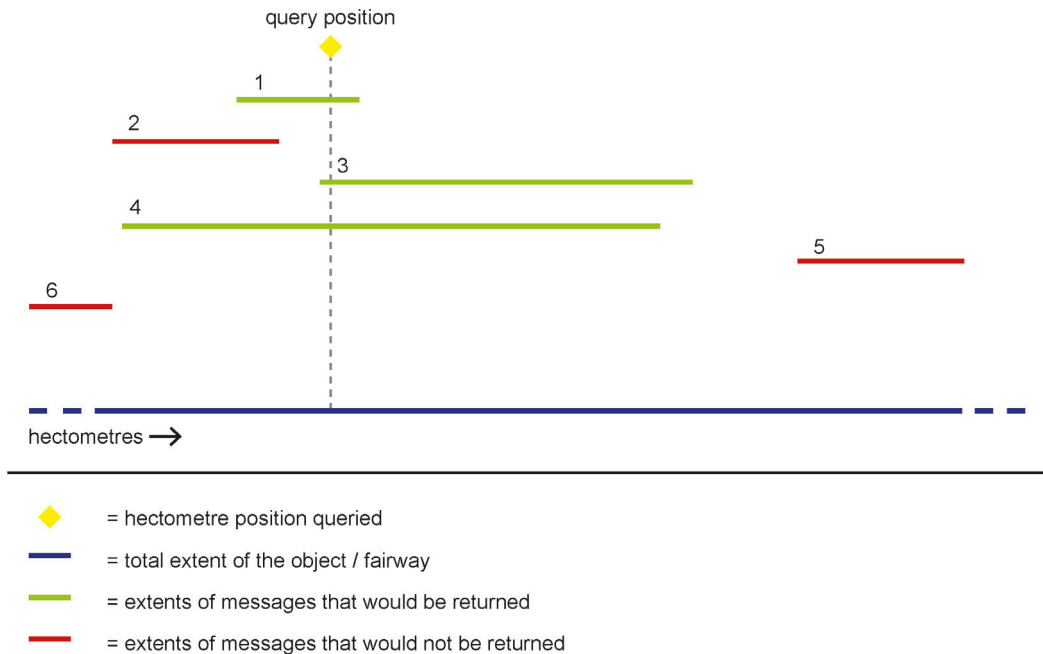 query position
1
2
3
4
5
6
hectometres
= hectometre position queried
= total extent of the object / fairway
= extents of messages that would be returned
= extents of messages that would not be returned